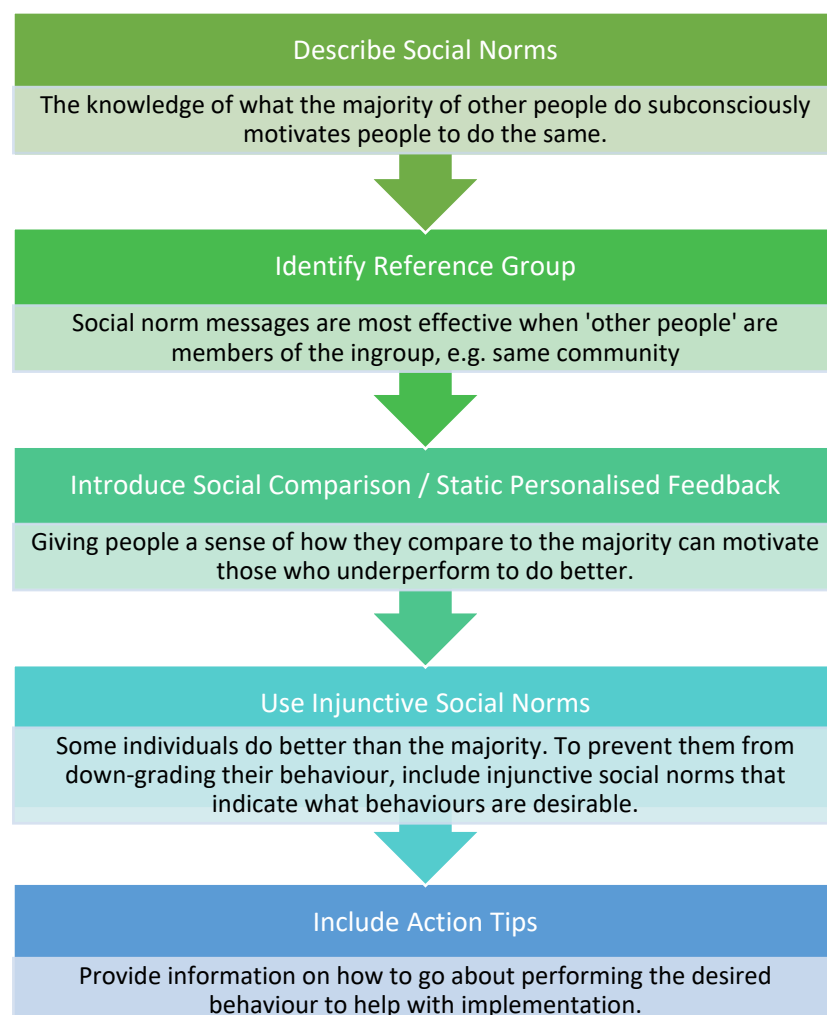 Describe Social Norms
The knowledge of what the majority of other people do subconsciously
motivates people to do the same.
Identify Reference Group
Social norm messages are most effective when 'other people' are
members of the ingroup, e.g. same community
Introduce Social Comparison / Static Personalised Feedback
Giving people a sense of how they compare to the majority can motivate
those who underperform to do better.
Use Injunctive Social Norms
Some individuals do better than the majority. To prevent them from
down-grading their behaviour, include injunctive social norms that
indicate what behaviours are desirable.
Include Action Tips
Provide information on how to go about performing the desired
behaviour to help with implementation.